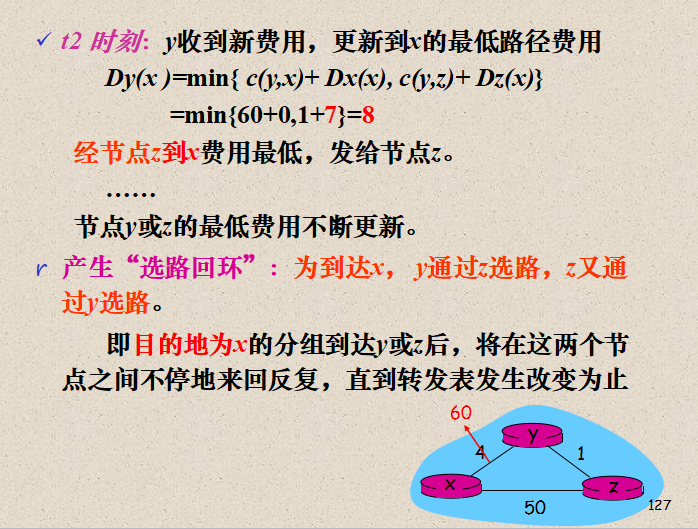 ✓ t2 时刻: y收到新费用，更新到x的最低路径费用
Dy(x )=min{ c(y,x)+ Dx(x), c(y,z)+ Dz(x)}
=min{60+0,1+7}=8
经节点z到x费用最低，发给节点z。
……
节点y或z的最低费用不断更新。
r 产生“选路回环”：为到达x， y通过z选路，z又通
过y选路。
即目的地为x的分组到达y或z后，将在这两个节
点之间不停地来回反复，直到转发表发生改变为止
60
y
4
1
x
z
50
127